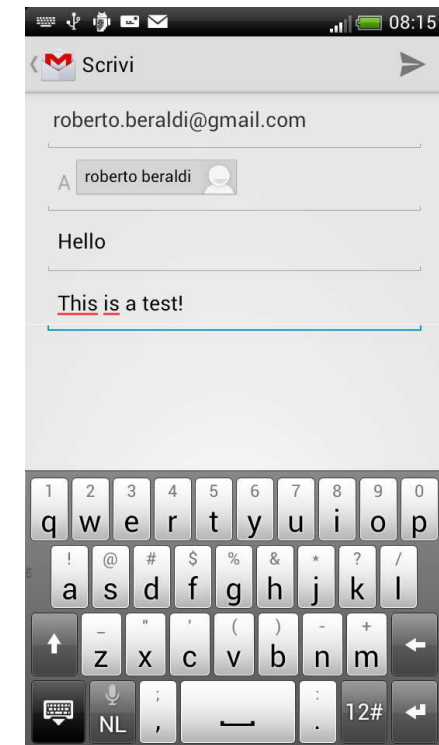 08:15
Scrivi
roberto.beraldi@gmail.com
A roberto beraldi
Hello
This is a test!
1 2 3 4 5 6 7 8 9 0
q w e r t y u i o p
! @ # $ % & * ? /
a s d f g h j k l
_ " ' ( ) - +
z x c v b n m
; :
NL , . 12#